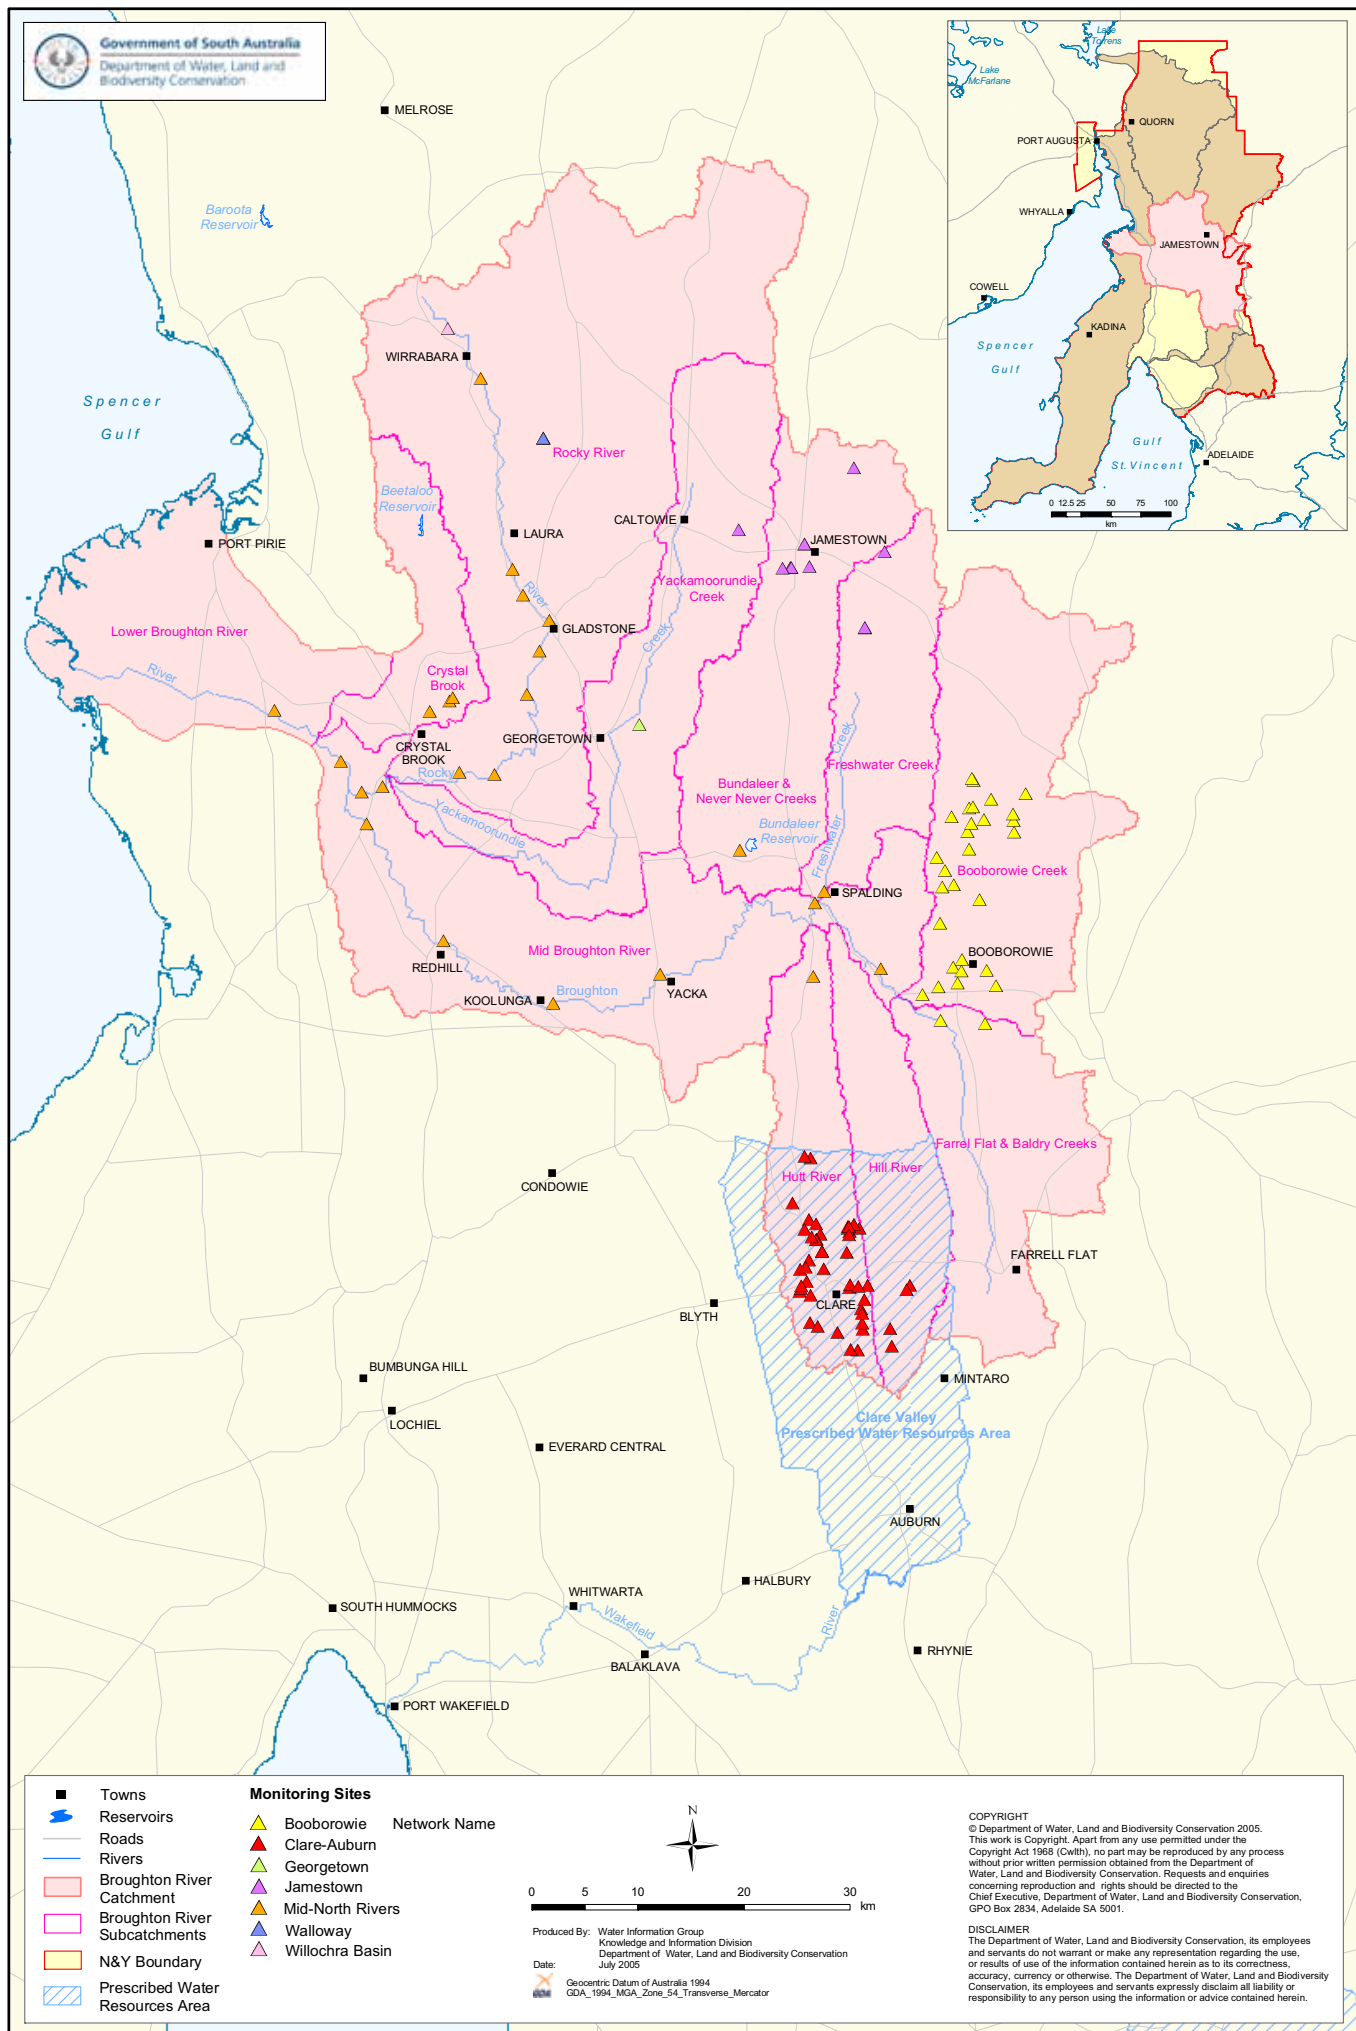 Government of South Australia
Department of Water, Land and
Biodiversity Conservation
MELROSE
Baroota
Reservoir
WIRRABARA
Spencer
Gulf
Rocky River
Beetaloo
Reservoir
CALTOWIE
LAURA
JAMESTOWN
PORT PIRIE
Yackamoorundie
Creek
River
Lower Broughton River
GLADSTONE
Creek
River
Crystal
Brook
GEORGETOWN
CRYSTAL
BROOK
Creek
Rocky
Freshwater Creek
Bundaleer &
Never Never Creeks
Yackamoorundie
Bundaleer
Reservoir
Freshwater
Booborowie Creek
SPALDING
Mid Broughton River
BOOBOROWIE
REDHILL
Broughton
YACKA
KOOLUNGA
Farrel Flat & Baldry Creeks
Hill River
Hutt River
CONDOWIE
FARRELL FLAT
CLARE
BLYTH
BUMBUNGA HILL
MINTARO
LOCHIEL
Clare Valley
Prescribed Water Resources Area
EVERARD CENTRAL
AUBURN
HALBURY
WHITWARTA
SOUTH HUMMOCKS
Wakefield
River
RHYNIE
BALAKLAVA
PORT WAKEFIELD
Lake
Torrens
Lake
McFarlane
QUORN
PORT AUGUSTA
WHYALLA
JAMESTOWN
COWELL
KADINA
Spencer
Gulf
Gulf
St.Vincent
ADELAIDE
0 12.5 25 50 75 100
km
Towns
Reservoirs
Roads
Rivers
Broughton River
Catchment
Broughton River
Subcatchments
N&Y Boundary
Prescribed Water
Resources Area
Monitoring Sites
Booborowie Network Name
Clare-Auburn
Georgetown
Jamestown
Mid-North Rivers
Walloway
Willochra Basin
N
0 5 10 20 30
km
Produced By: Water Information Group
Knowledge and Information Division
Department of Water, Land and Biodiversity Conservation
Date: July 2005
Geocentric Datum of Australia 1994
GDA_1994_MGA_Zone_54_Transverse_Mercator
COPYRIGHT
© Department of Water, Land and Biodiversity Conservation 2005.
This work is Copyright. Apart from any use permitted under the
Copyright Act 1968 (Cwlth), no part may be reproduced by any process
without prior written permission obtained from the Department of
Water, Land and Biodiversity Conservation. Requests and enquiries
concerning reproduction and rights should be directed to the
Chief Executive, Department of Water, Land and Biodiversity Conservation,
GPO Box 2834, Adelaide SA 5001.
DISCLAIMER
The Department of Water, Land and Biodiversity Conservation, its employees
and servants do not warrant or make any representation regarding the use,
or results of use of the information contained herein as to its correctness,
accuracy, currency or otherwise. The Department of Water, Land and Biodiversity
Conservation, its employees and servants expressly disclaim all liability or
responsibility to any person using the information or advice contained herein.